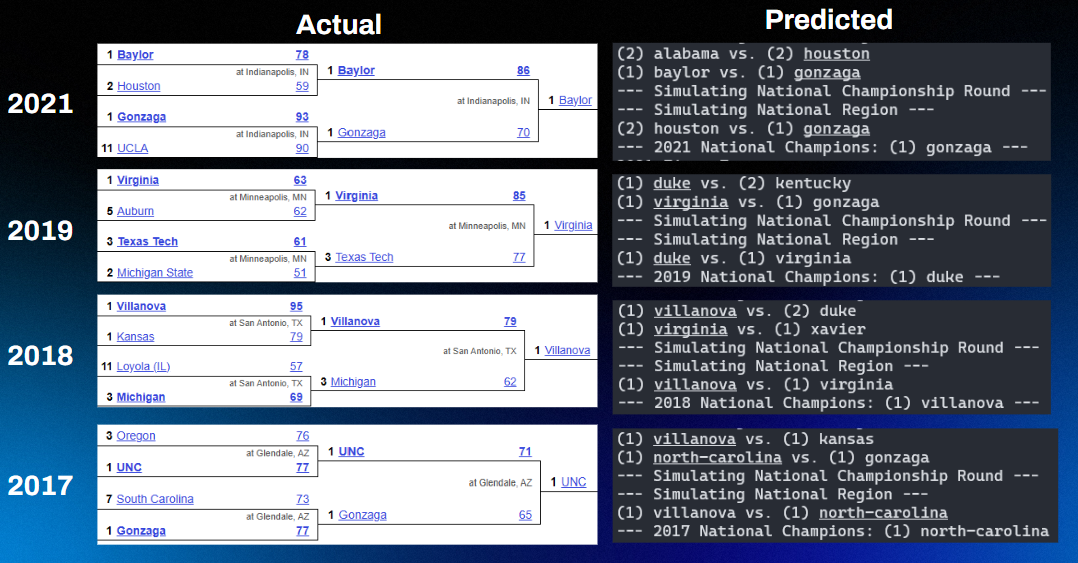 Actual
Predicted
2021
1 Baylor 78
at Indianapolis, IN
2 Houston 59
1 Gonzaga 93
at Indianapolis, IN
11 UCLA 90
1 Baylor 86
at Indianapolis, IN
1 Gonzaga 70
1 Baylor
(2) alabama vs. (2) houston
(1) baylor vs. (1) gonzaga
--- Simulating National Championship Round ---
--- Simulating National Region ---
(2) houston vs. (1) gonzaga
--- 2021 National Champions: (1) gonzaga ---
2019
1 Virginia 63
at Minneapolis, MN
5 Auburn 62
3 Texas Tech 61
at Minneapolis, MN
2 Michigan State 51
1 Virginia 85
at Minneapolis, MN
3 Texas Tech 77
1 Virginia
(1) duke vs. (2) kentucky
(1) virginia vs. (1) gonzaga
--- Simulating National Championship Round ---
--- Simulating National Region ---
(1) duke vs. (1) virginia
--- 2019 National Champions: (1) duke ---
2018
1 Villanova 95
at San Antonio, TX
1 Kansas 79
11 Loyola (IL) 57
at San Antonio, TX
3 Michigan 69
1 Villanova 79
at San Antonio, TX
3 Michigan 62
1 Villanova
(1) villanova vs. (2) duke
(1) virginia vs. (1) xavier
--- Simulating National Championship Round ---
--- Simulating National Region ---
(1) villanova vs. (1) virginia
--- 2018 National Champions: (1) villanova ---
2017
3 Oregon 76
at Glendale, AZ
1 UNC 77
7 South Carolina 73
at Glendale, AZ
1 Gonzaga 77
1 UNC 71
at Glendale, AZ
1 Gonzaga 65
1 UNC
(1) villanova vs. (1) kansas
(1) north-carolina vs. (1) gonzaga
--- Simulating National Championship Round ---
--- Simulating National Region ---
(1) villanova vs. (1) north-carolina
--- 2017 National Champions: (1) north-carolina